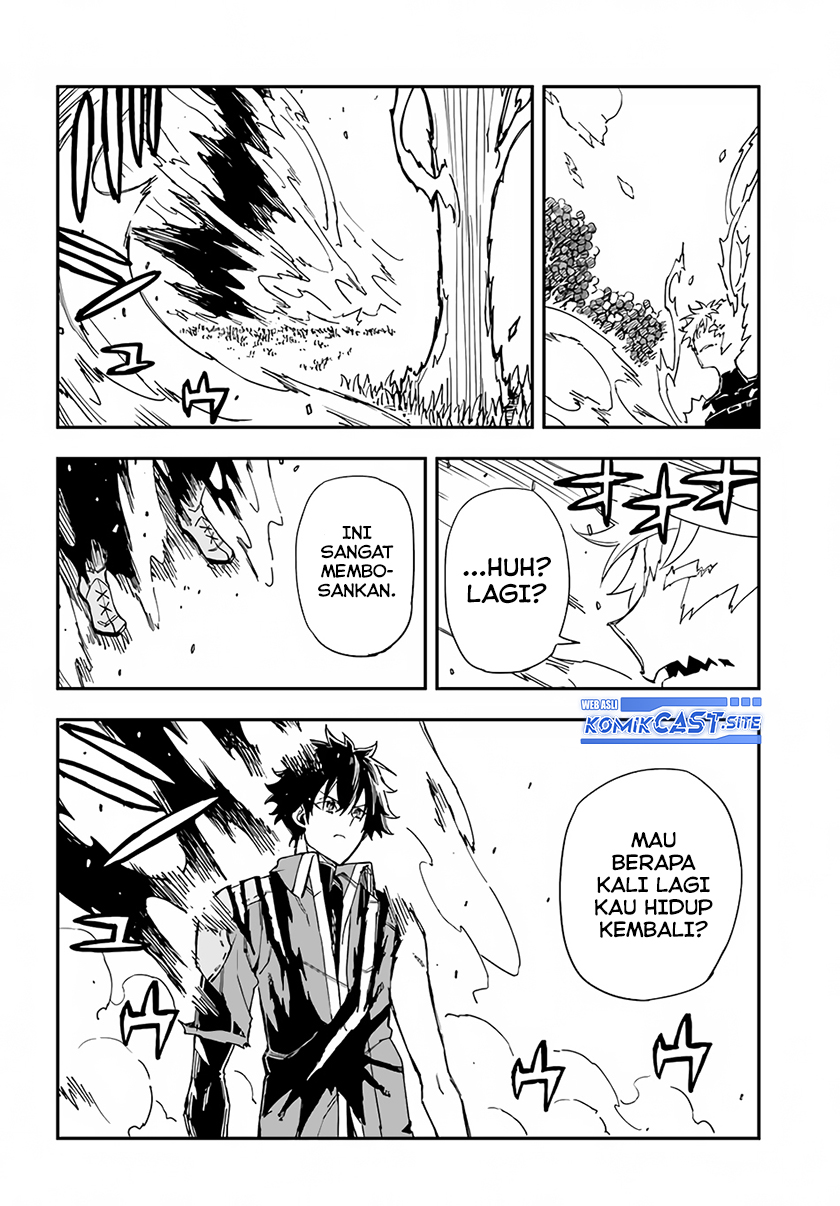 ...HUH?
LAGI?
INI
SANGAT
MEMBO-
SANKAN.
WEB ASLI
KOMIKCAST.SITE
MAU
BERAPA
KALI LAGI
KAU HIDUP
KEMBALI?